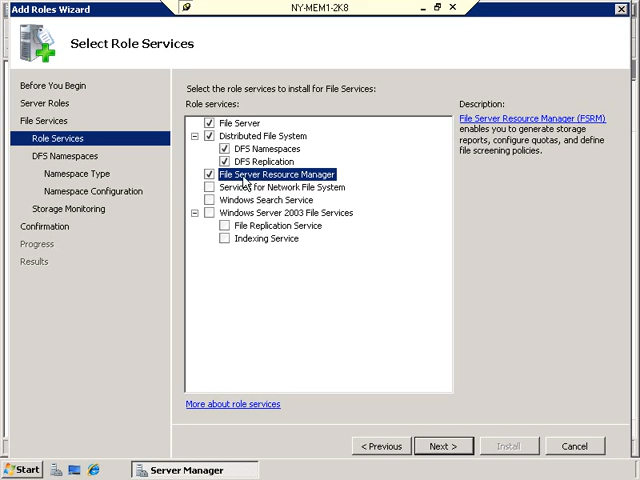 Add Roles Wizard
NY-MEM1-2K8
Select Role Services
Before You Begin
Server Roles
File Services
Role Services
DFS Namespaces
Namespace Type
Namespace Configuration
Storage Monitoring
Confirmation
Progress
Results
Select the role services to install for File Services:
Role services:
File Server
Distributed File System
DFS Namespaces
DFS Replication
File Server Resource Manager
Services for Network File System
Windows Search Service
Windows Server 2003 File Services
File Replication Service
Indexing Service
More about role services
Description:
File Server Resource Manager (FSRM)
enables you to generate storage
reports, configure quotas, and define
file screening policies.
< Previous
Next >
Install
Cancel
Start
Server Manager